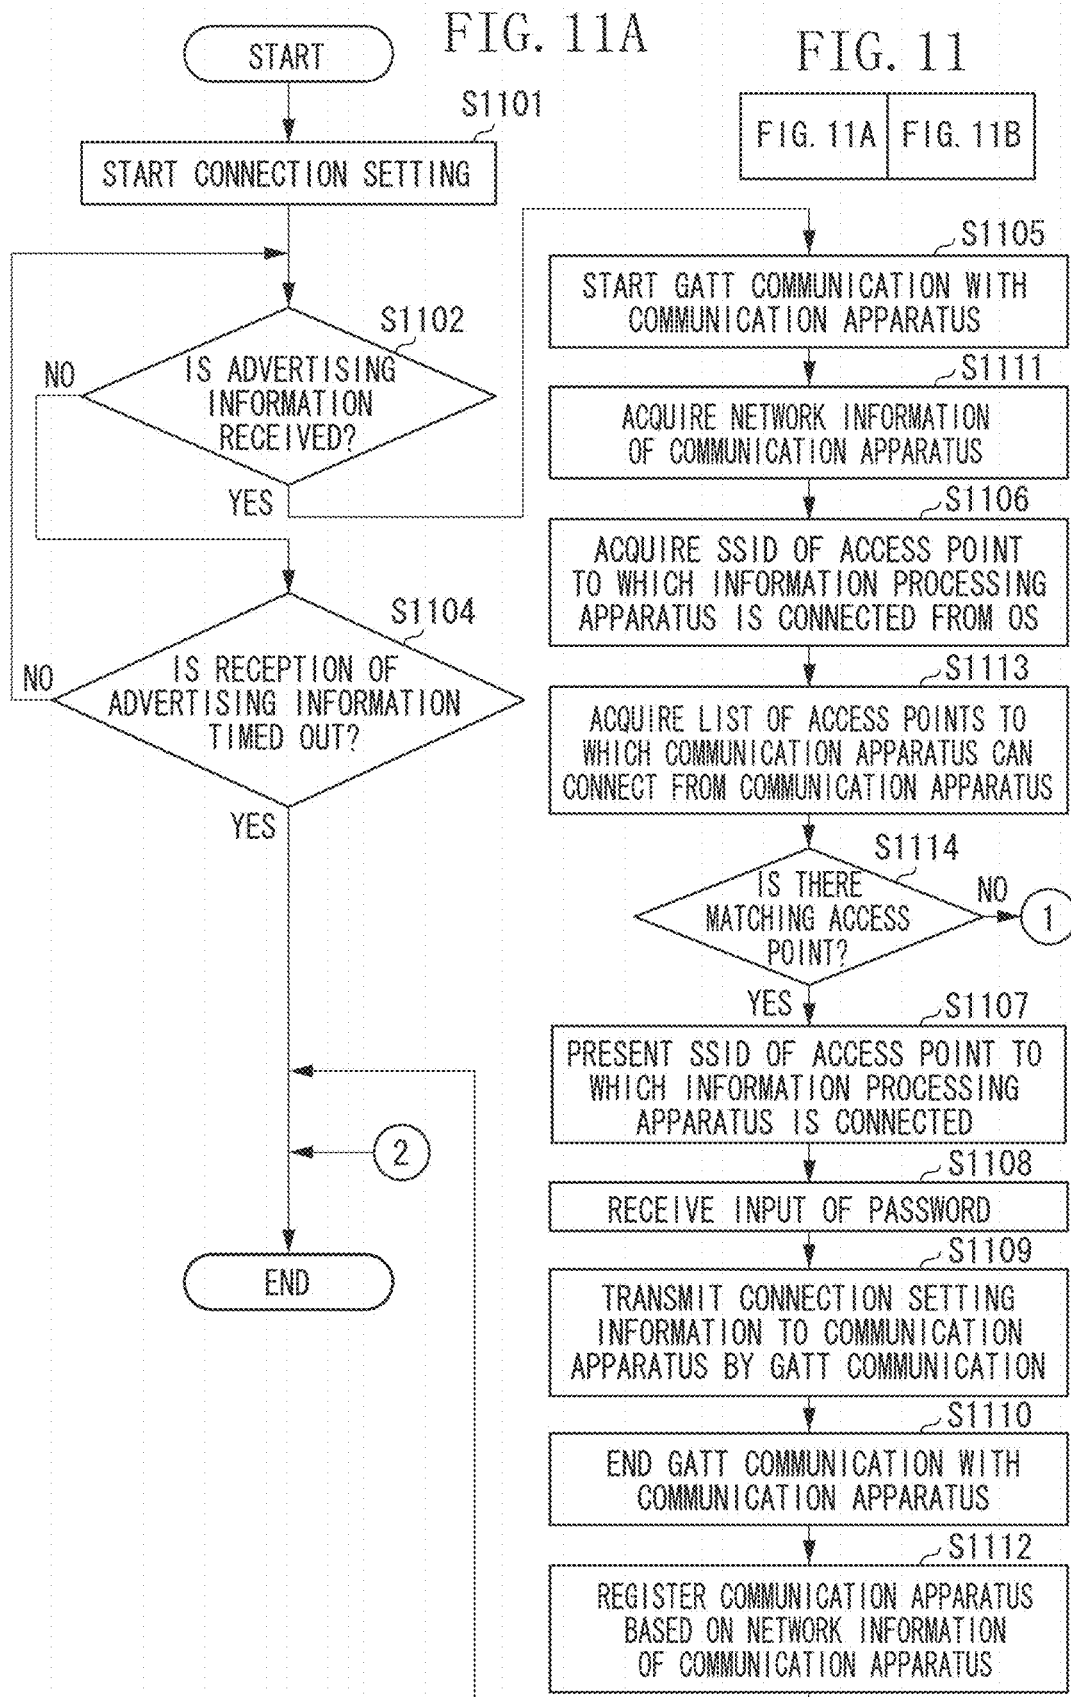 FIG. 11A
FIG. 11
FIG. 11A
FIG. 11B
START
S1101
START CONNECTION SETTING
S1102
IS ADVERTISING
INFORMATION
RECEIVED?
NO
YES
S1104
IS RECEPTION OF
ADVERTISING INFORMATION
TIMED OUT?
NO
YES
2
END
S1105
START GATT COMMUNICATION WITH
COMMUNICATION APPARATUS
S1111
ACQUIRE NETWORK INFORMATION
OF COMMUNICATION APPARATUS
S1106
ACQUIRE SSID OF ACCESS POINT
TO WHICH INFORMATION PROCESSING
APPARATUS IS CONNECTED FROM OS
S1113
ACQUIRE LIST OF ACCESS POINTS TO
WHICH COMMUNICATION APPARATUS CAN
CONNECT FROM COMMUNICATION APPARATUS
S1114
IS THERE
MATCHING ACCESS
POINT?
NO
1
YES
S1107
PRESENT SSID OF ACCESS POINT TO
WHICH INFORMATION PROCESSING
APPARATUS IS CONNECTED
S1108
RECEIVE INPUT OF PASSWORD
S1109
TRANSMIT CONNECTION SETTING
INFORMATION TO COMMUNICATION
APPARATUS BY GATT COMMUNICATION
S1110
END GATT COMMUNICATION WITH
COMMUNICATION APPARATUS
S1112
REGISTER COMMUNICATION APPARATUS
BASED ON NETWORK INFORMATION
OF COMMUNICATION APPARATUS